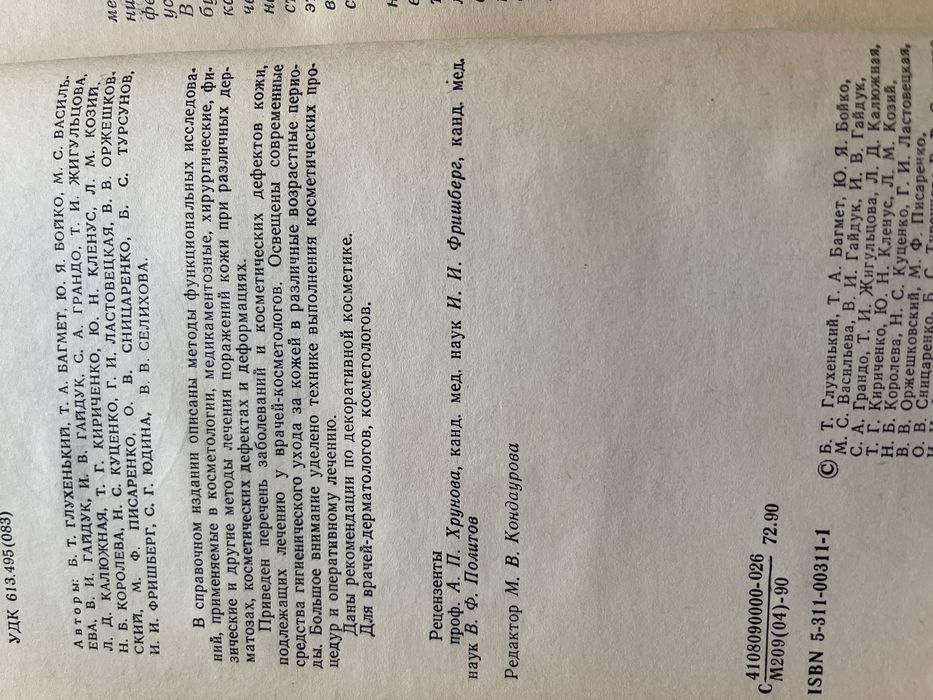 УДК 613.495(083)
Авторы: Б. Т. ГЛУХЕНЬКИЙ, Т. А. БАГМЕТ, Ю. Я. БОЙКО, М. С. ВАСИЛЬ-
ЕВА, В. И. ГАЙДУК, И. В. ГАЙДУК, С. А. ГРАНДО, Т. И. ЖИГУЛЬЦОВА,
Л. Д. КАЛЮЖНАЯ, Т. Г. КИРИЧЕНКО, Ю. Н. КЛЕНУС, Л. М. КОЗИЙ,
Н. Б. КОРОЛЕВА, Н. С. КУЦЕНКО, Г. И. ЛАСТОВЕЦКАЯ, В. В. ОРЖЕШКОВ-
СКИЙ, М. Ф. ПИСАРЕНКО, О. В. СНИЦАРЕНКО, Б. С. ТУРСУНОВ,
И. И. ФРИШБЕРГ, С. Г. ЮДИНА, В. В. СЕЛИХОВА.
В справочном издании описаны методы функциональных исследова-
ний, применяемые в косметологии, медикаментозные, хирургические, фи-
зические и другие методы лечения поражений кожи при различных дер-
матозах, косметических дефектах и деформациях.
Приведен перечень заболеваний и косметических дефектов кожи,
подлежащих лечению у врачей-косметологов. Освещены современные
средства гигиенического ухода за кожей в различные возрастные перио-
ды. Большое внимание уделено технике выполнения косметических про-
цедур и оперативному лечению.
Даны рекомендации по декоративной косметике.
Для врачей-дерматологов, косметологов.
Рецензенты
проф. А. П. Хрунова, канд. мед. наук И. И. Фришберг, канд. мед.
наук В. Ф. Политов
Редактор М. В. Кондаурова
С 4108090000-026
М209(04)-90 72.90
ISBN 5-311-00311-1
© Б. Т. Глухенький, Т. А. Багмет, Ю. Я. Бойко,
М. С. Васильева, В. И. Гайдук, И. В. Гайдук,
С. А. Грандо, Т. И. Жигульцова, Л. Д. Калюжная,
Т. Г. Кириченко, Ю. Н. Кленус, Л. М. Козий,
Н. Б. Королева, Н. С. Куценко, Г. И. Ластовецкая,
В. В. Оржешковский, М. Ф. Писаренко,
О. В. Сницаренко, Б. С.